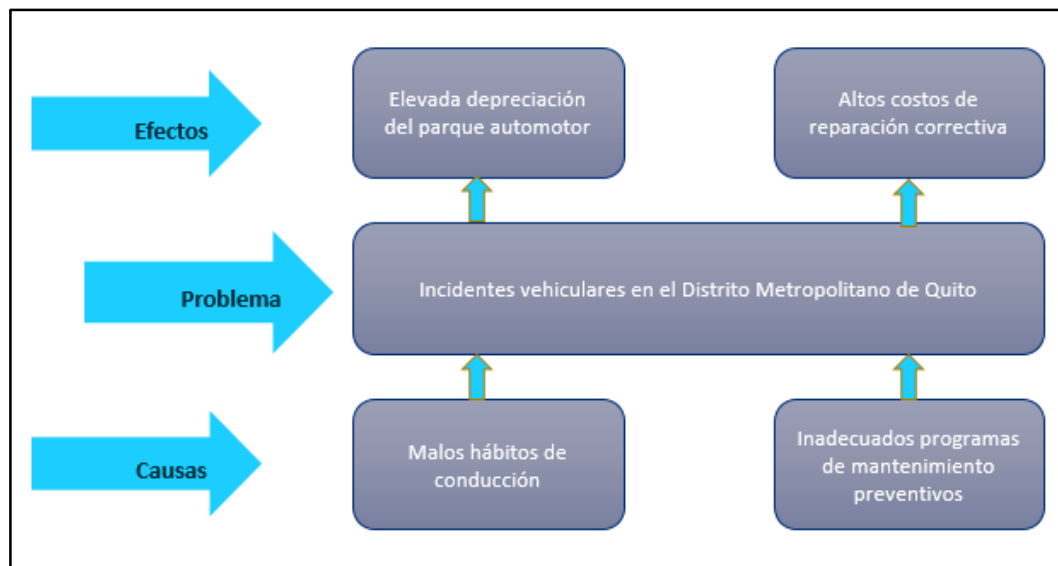 Efectos
Elevada depreciación
del parque automotor
Altos costos de
reparación correctiva
Problema
Incidentes vehiculares en el Distrito Metropolitano de Quito
Causas
Malos hábitos de
conducción
Inadecuados programas
de mantenimiento
preventivos